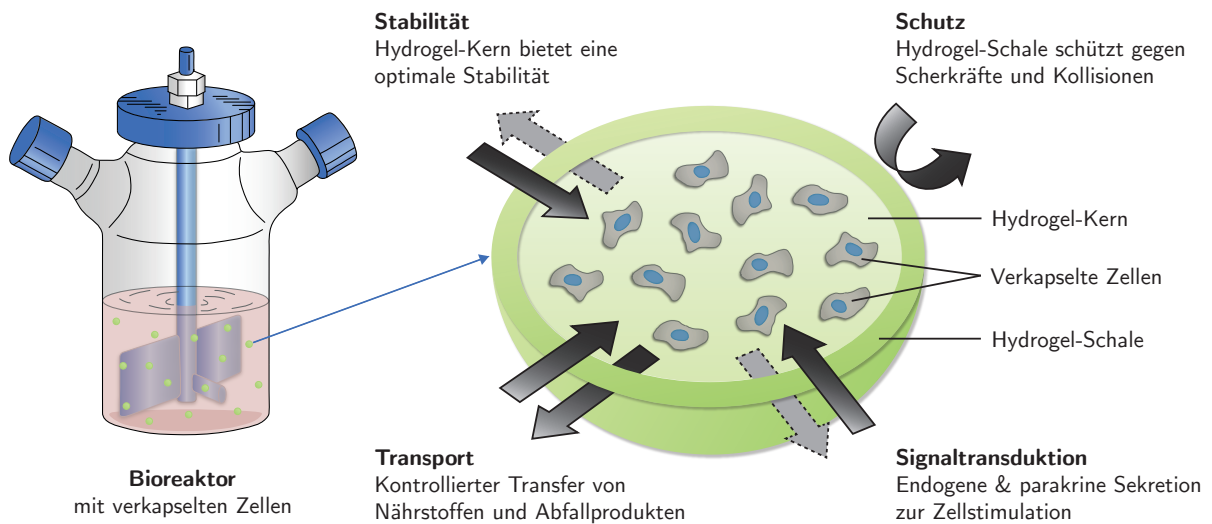 Stabilität
Hydrogel-Kern bietet eine
optimale Stabilität
Schutz
Hydrogel-Schale schützt gegen
Scherkräfte und Kollisionen
Hydrogel-Kern
Verkapselte Zellen
Hydrogel-Schale
Bioreaktor
mit verkapselten Zellen
Transport
Kontrollierter Transfer von
Nährstoffen und Abfallprodukten
Signaltransduktion
Endogene & parakrine Sekretion
zur Zellstimulation